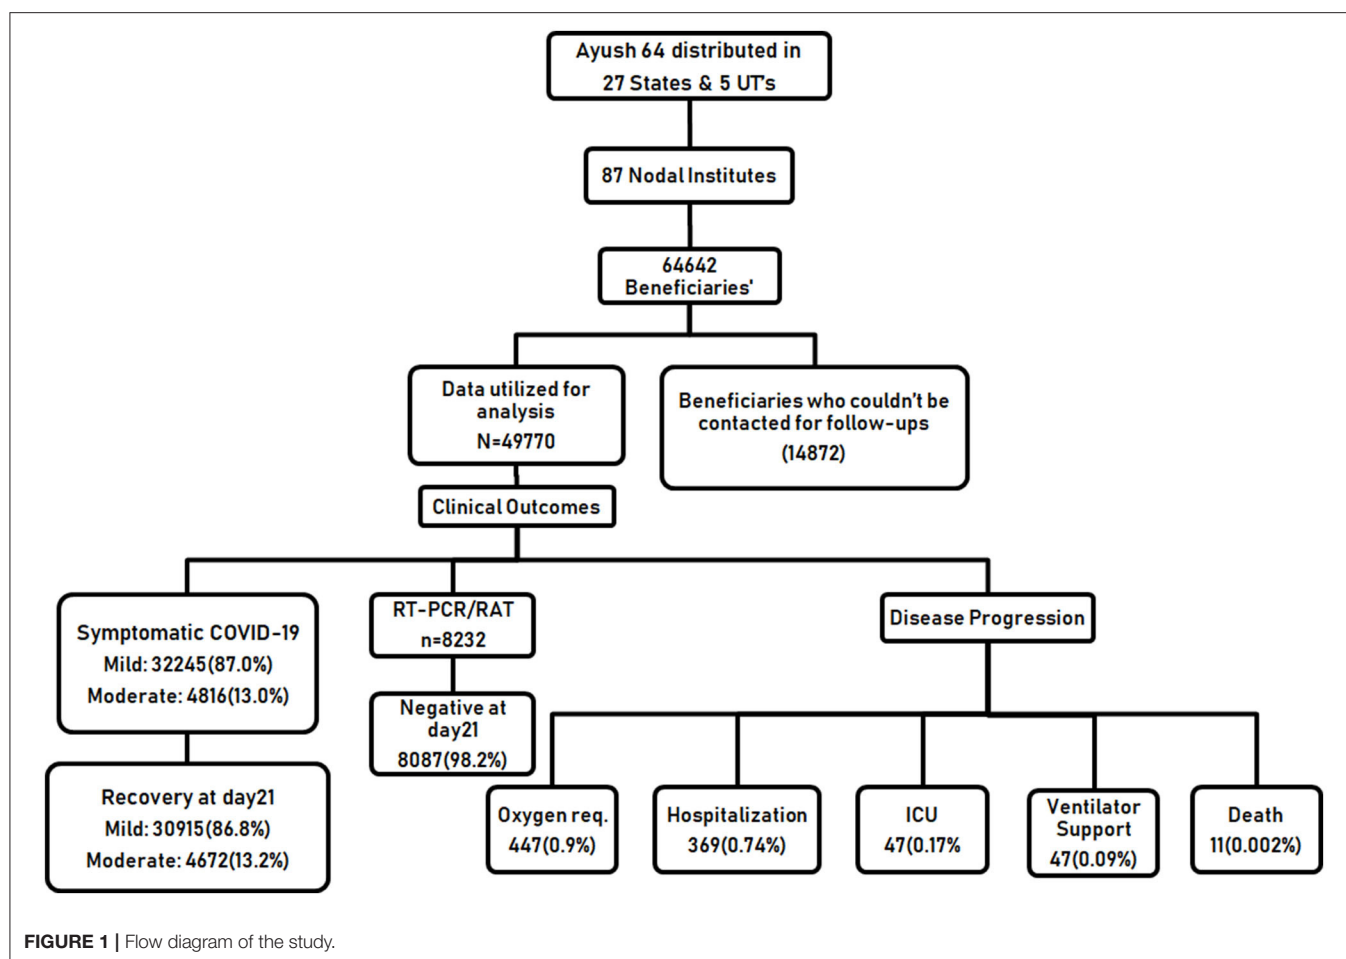 Ayush 64 distributed in
27 States & 5 UT's
87 Nodal Institutes
64642
Beneficiaries'
Data utilized for
analysis
N=49770
Beneficiaries who couldn't be
contacted for follow-ups
(14872)
Clinical Outcomes
Symptomatic COVID-19
Mild: 32245(87.0%)
Moderate: 4816(13.0%)
RT-PCR/RAT
n=8232
Disease Progression
Negative at
day21
8087(98.2%)
Recovery at day21
Mild: 30915(86.8%)
Moderate: 4672(13.2%)
Oxygen req.
447(0.9%)
Hospitalization
369(0.74%)
ICU
47(0.17%
Ventilator
Support
47(0.09%)
Death
11(0.002%)
FIGURE 1 | Flow diagram of the study.